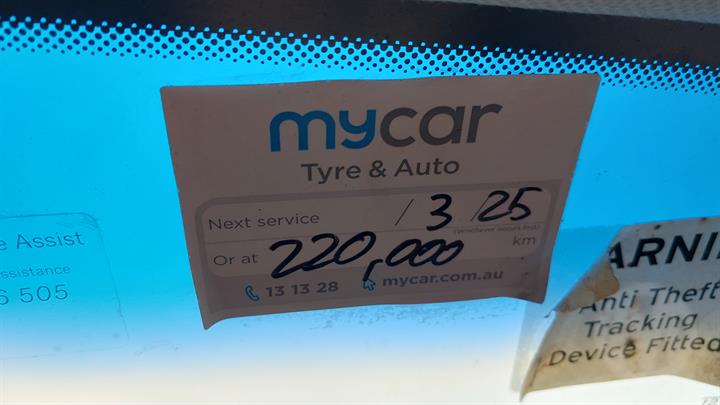 mycar
Tyre & Auto
Next service / 3 / 25
(whichever occurs first)
Or at 220,000 km
13 13 28 mycar.com.au
e Assist
ssistance
6 505
ARNI
Anti Theft
Tracking
Device Fitted